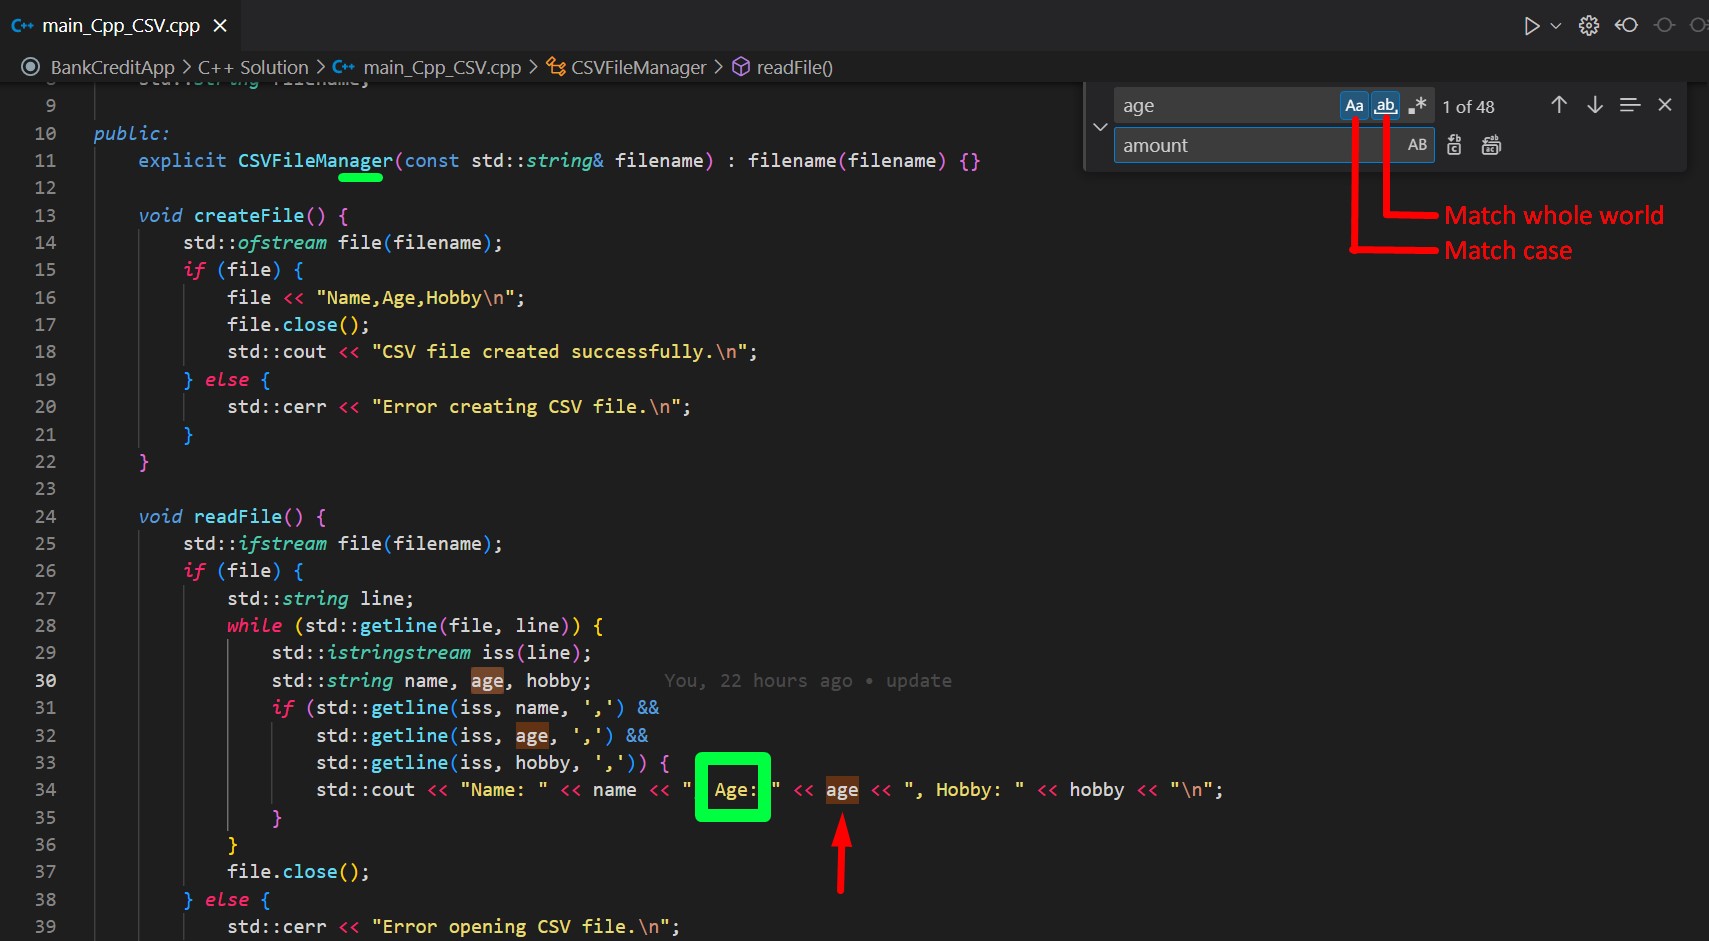 C++ main_Cpp_CSV.cpp
BankCreditApp > C++ Solution > C++ main_Cpp_CSV.cpp > CSVFileManager > readFile()
8 std::string filename;
age Aa ab .* 1 of 48
amount AB
Match whole world
Match case
9
10 public:
11 explicit CSVFileManager(const std::string& filename) : filename(filename) {}
12
13 void createFile() {
14 std::ofstream file(filename);
15 if (file) {
16 file << "Name,Age,Hobby\n";
17 file.close();
18 std::cout << "CSV file created successfully.\n";
19 } else {
20 std::cerr << "Error creating CSV file.\n";
21 }
22 }
23
24 void readFile() {
25 std::ifstream file(filename);
26 if (file) {
27 std::string line;
28 while (std::getline(file, line)) {
29 std::istringstream iss(line);
30 std::string name, age, hobby; You, 22 hours ago • update
31 if (std::getline(iss, name, ',') &&
32 std::getline(iss, age, ',') &&
33 std::getline(iss, hobby, ',')) {
34 std::cout << "Name: " << name << " Age: " << age << ", Hobby: " << hobby << "\n";
35 }
36 }
37 file.close();
38 } else {
39 std::cerr << "Error opening CSV file.\n";